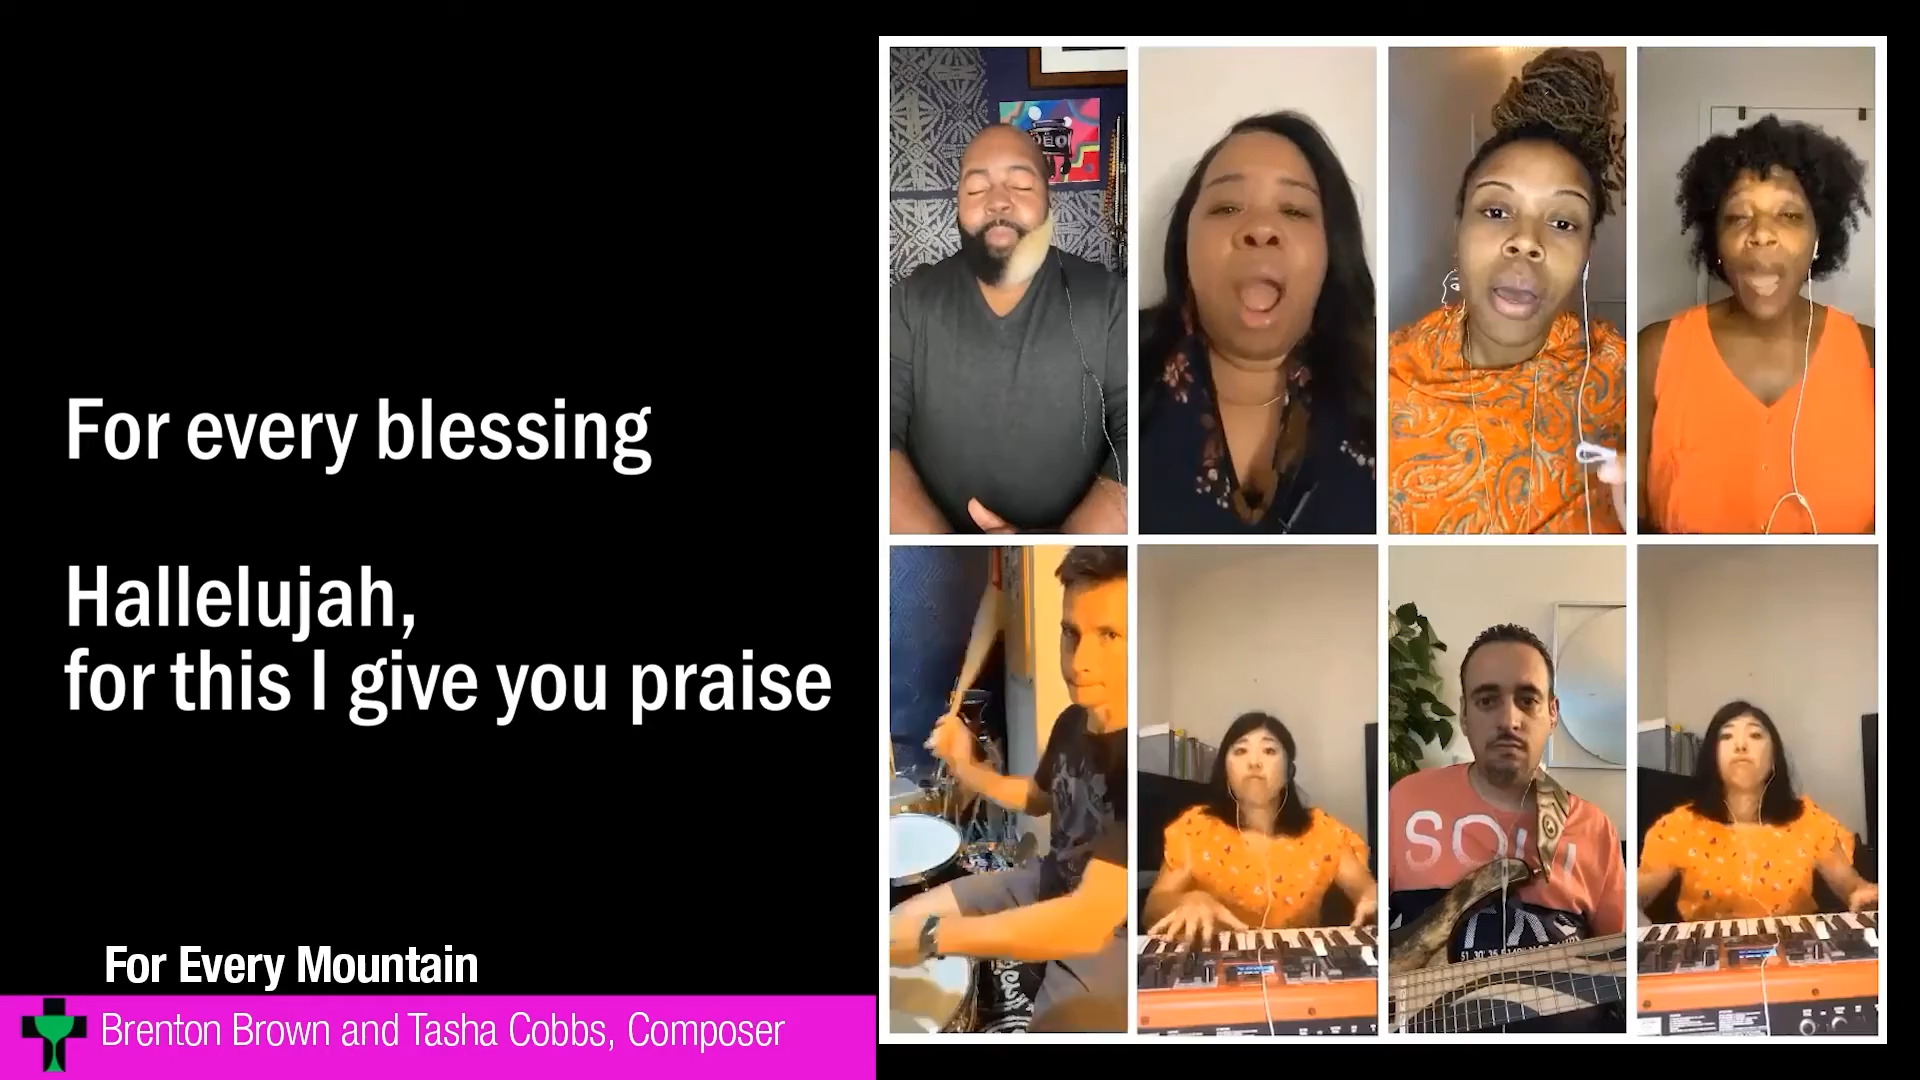 For every blessing
Hallelujah,
for this I give you praise
For Every Mountain
Brenton Brown and Tasha Cobbs, Composer